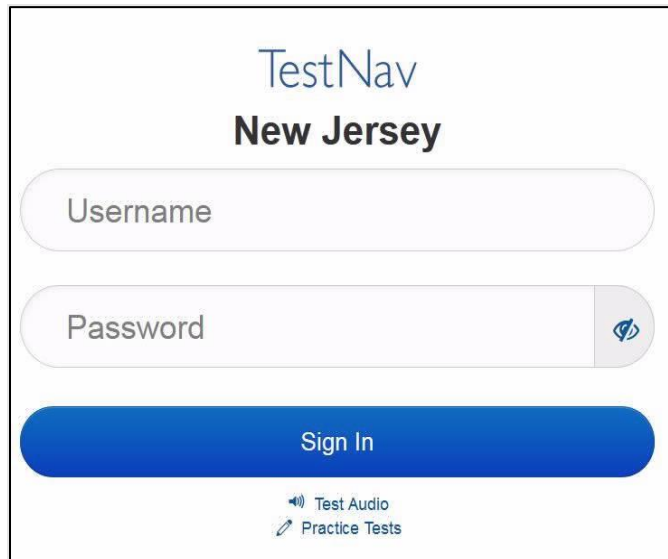 TestNav
New Jersey
Username
Password
Sign In
Test Audio
Practice Tests